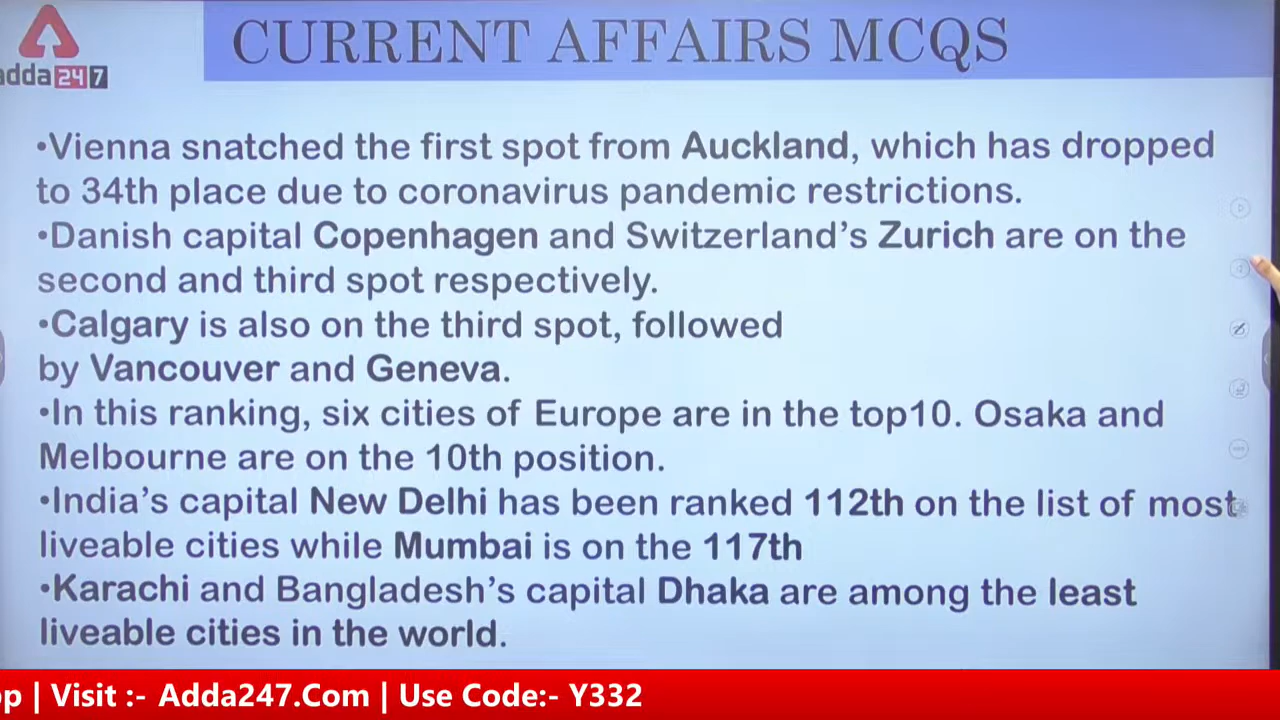 CURRENT AFFAIRS MCQS
adda247
•Vienna snatched the first spot from Auckland, which has dropped
to 34th place due to coronavirus pandemic restrictions.
•Danish capital Copenhagen and Switzerland's Zurich are on the
second and third spot respectively.
•Calgary is also on the third spot, followed
by Vancouver and Geneva.
•In this ranking, six cities of Europe are in the top10. Osaka and
Melbourne are on the 10th position.
•India's capital New Delhi has been ranked 112th on the list of most
liveable cities while Mumbai is on the 117th
•Karachi and Bangladesh's capital Dhaka are among the least
liveable cities in the world.
pp | Visit :- Adda247.Com | Use Code:- Y332